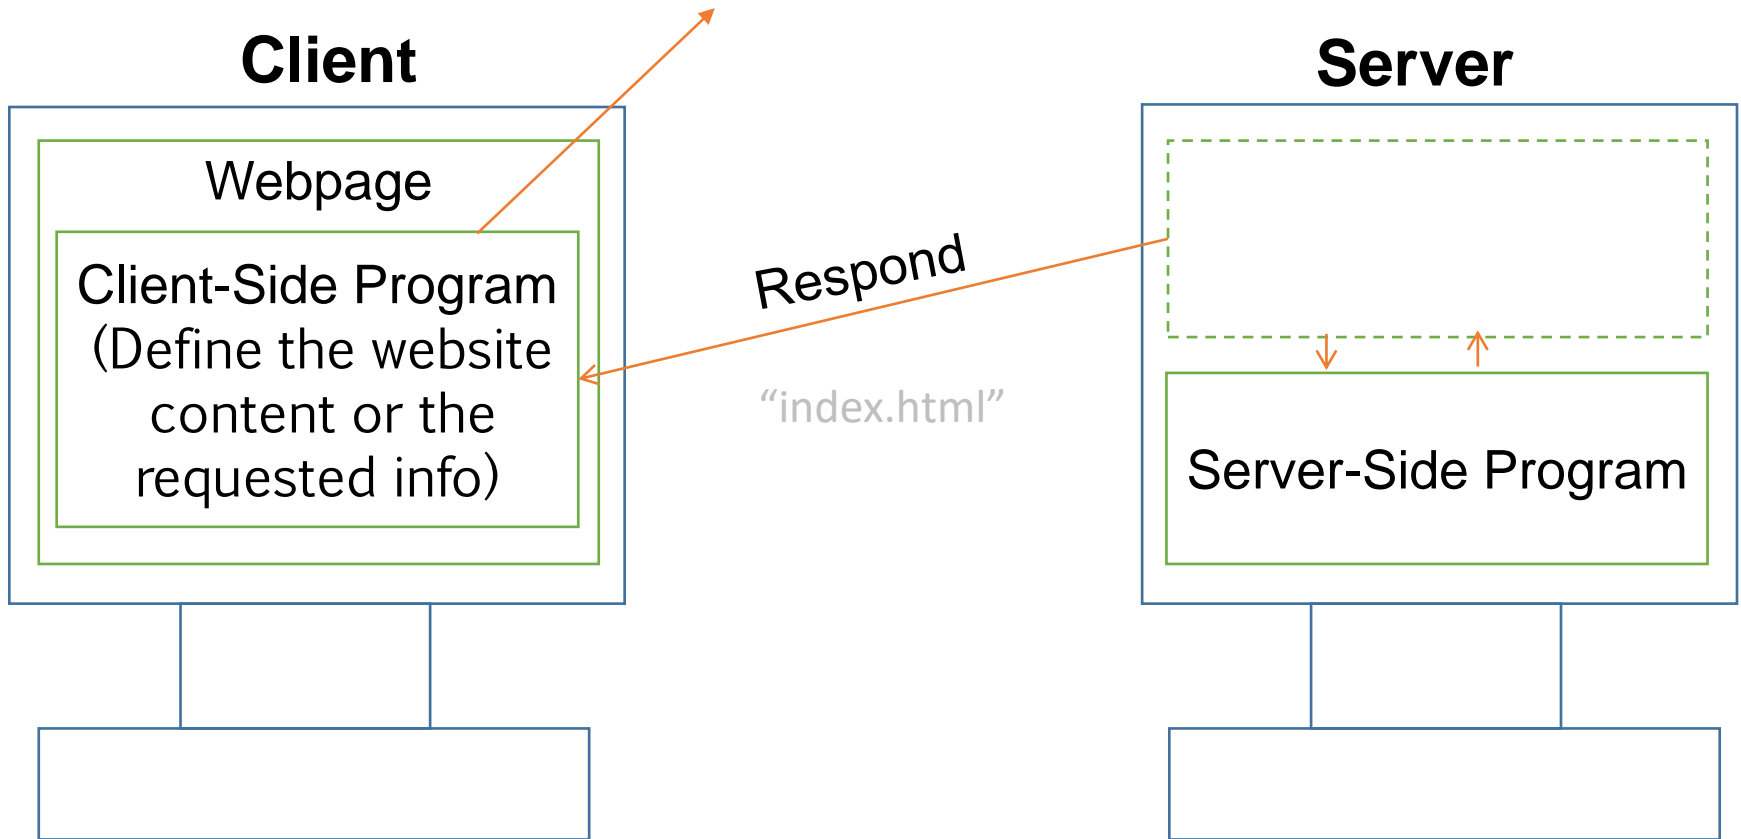 Client
Server
Webpage
Client-Side Program
(Define the website
content or the
requested info)
Respond
“index.html”
Server-Side Program